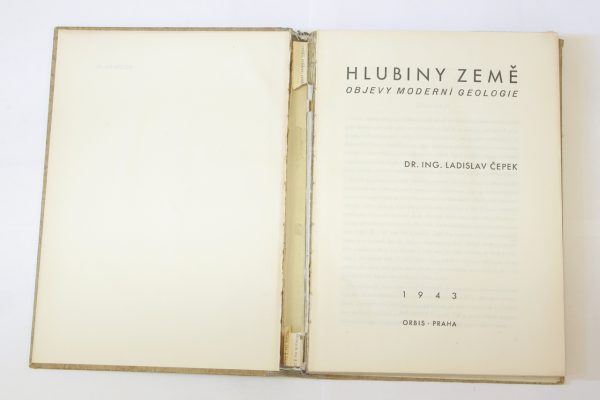 HLUBINY ZEMĚ
OBJEVY MODERNÍ GEOLOGIE
DR. ING. LADISLAV ČEPEK
1943
ORBIS · PRAHA